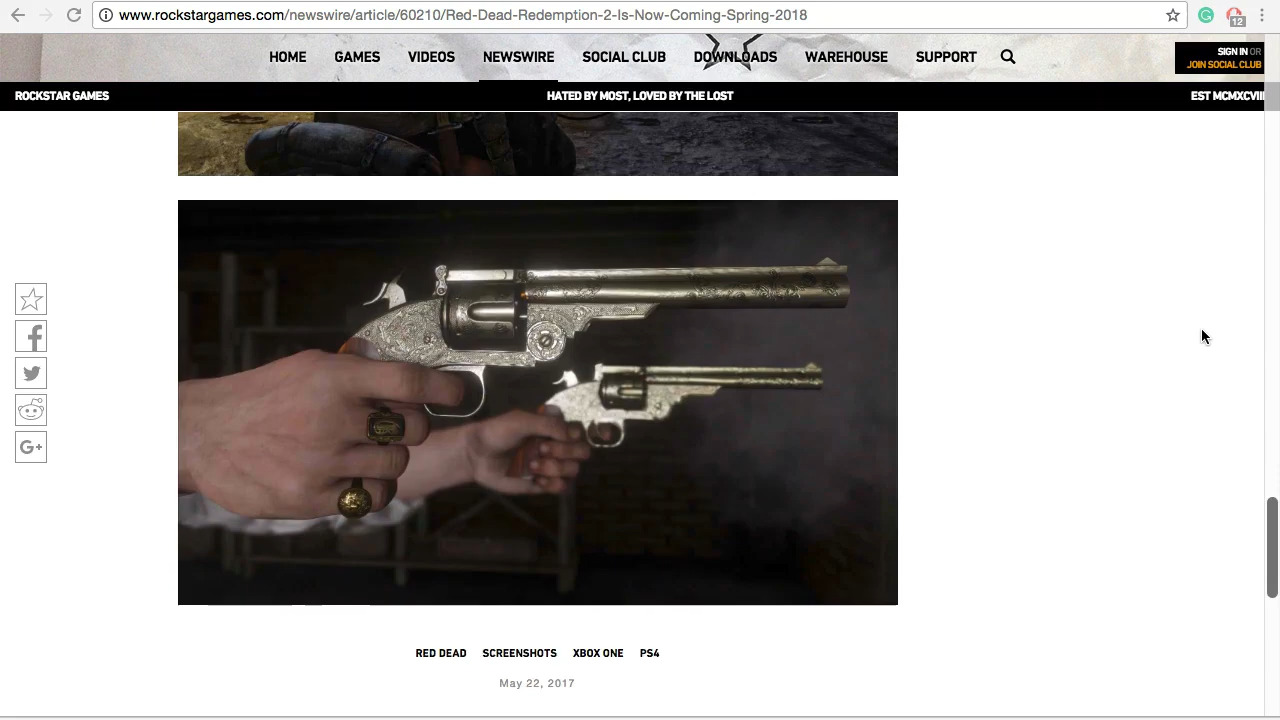 www.rockstargames.com/newswire/article/60210/Red-Dead-Redemption-2-Is-Now-Coming-Spring-2018
12
HOME GAMES VIDEOS NEWSWIRE SOCIAL CLUB DOWNLOADS WAREHOUSE SUPPORT
SIGN IN OR
JOIN SOCIAL CLUB
ROCKSTAR GAMES HATED BY MOST, LOVED BY THE LOST EST MCMXCVIII
G+
RED DEAD SCREENSHOTS XBOX ONE PS4
May 22, 2017